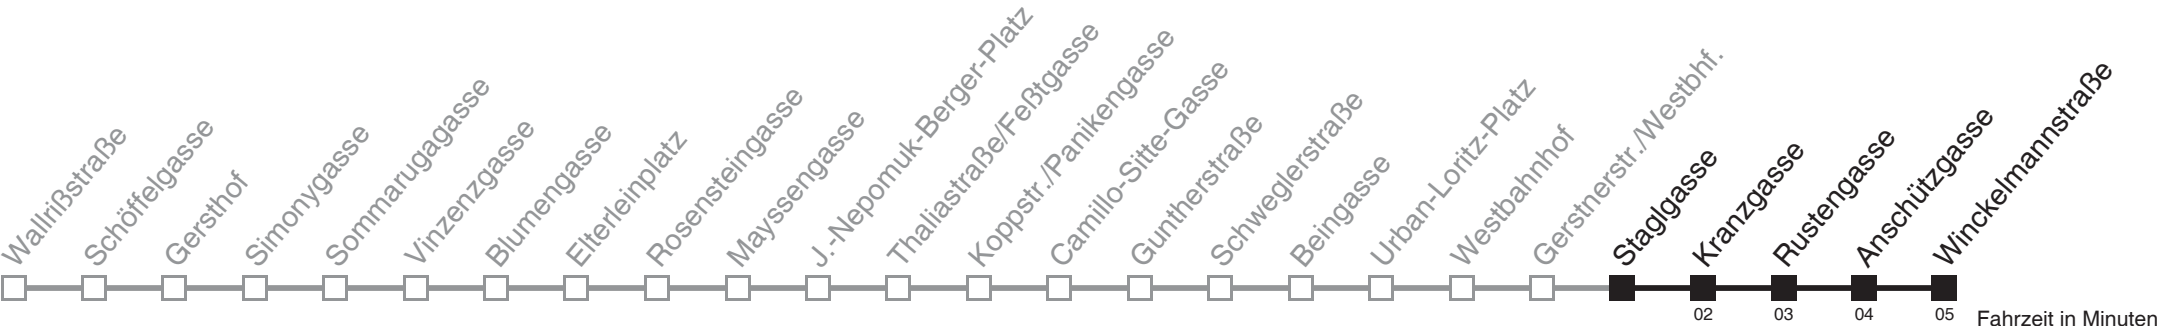 Wallrißstraße
Schöffelgasse
Gersthof
Simonygasse
Sommarugagasse
Vinzenzgasse
Blumengasse
Elterleinplatz
Rosensteingasse
Mayssengasse
J.-Nepomuk-Berger-Platz
Thaliastraße/Feßtgasse
Koppstr./Panikengasse
Camillo-Sitte-Gasse
Guntherstraße
Schweglerstraße
Beingasse
Urban-Loritz-Platz
Westbahnhof
Gerstnerstr./Westbhf.
Staglgasse
Kranzgasse
Rustengasse
Anschützgasse
Winckelmannstraße
02
03
04
05
Fahrzeit in Minuten